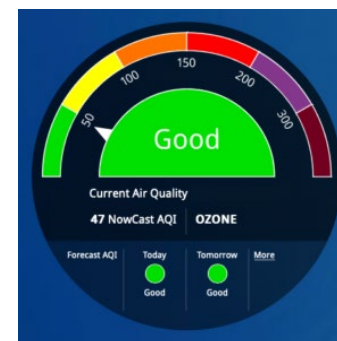 50
100
150
200
300
Good
Current Air Quality
47 NowCast AQI OZONE
Forecast AQI Today Tomorrow More
Good Good